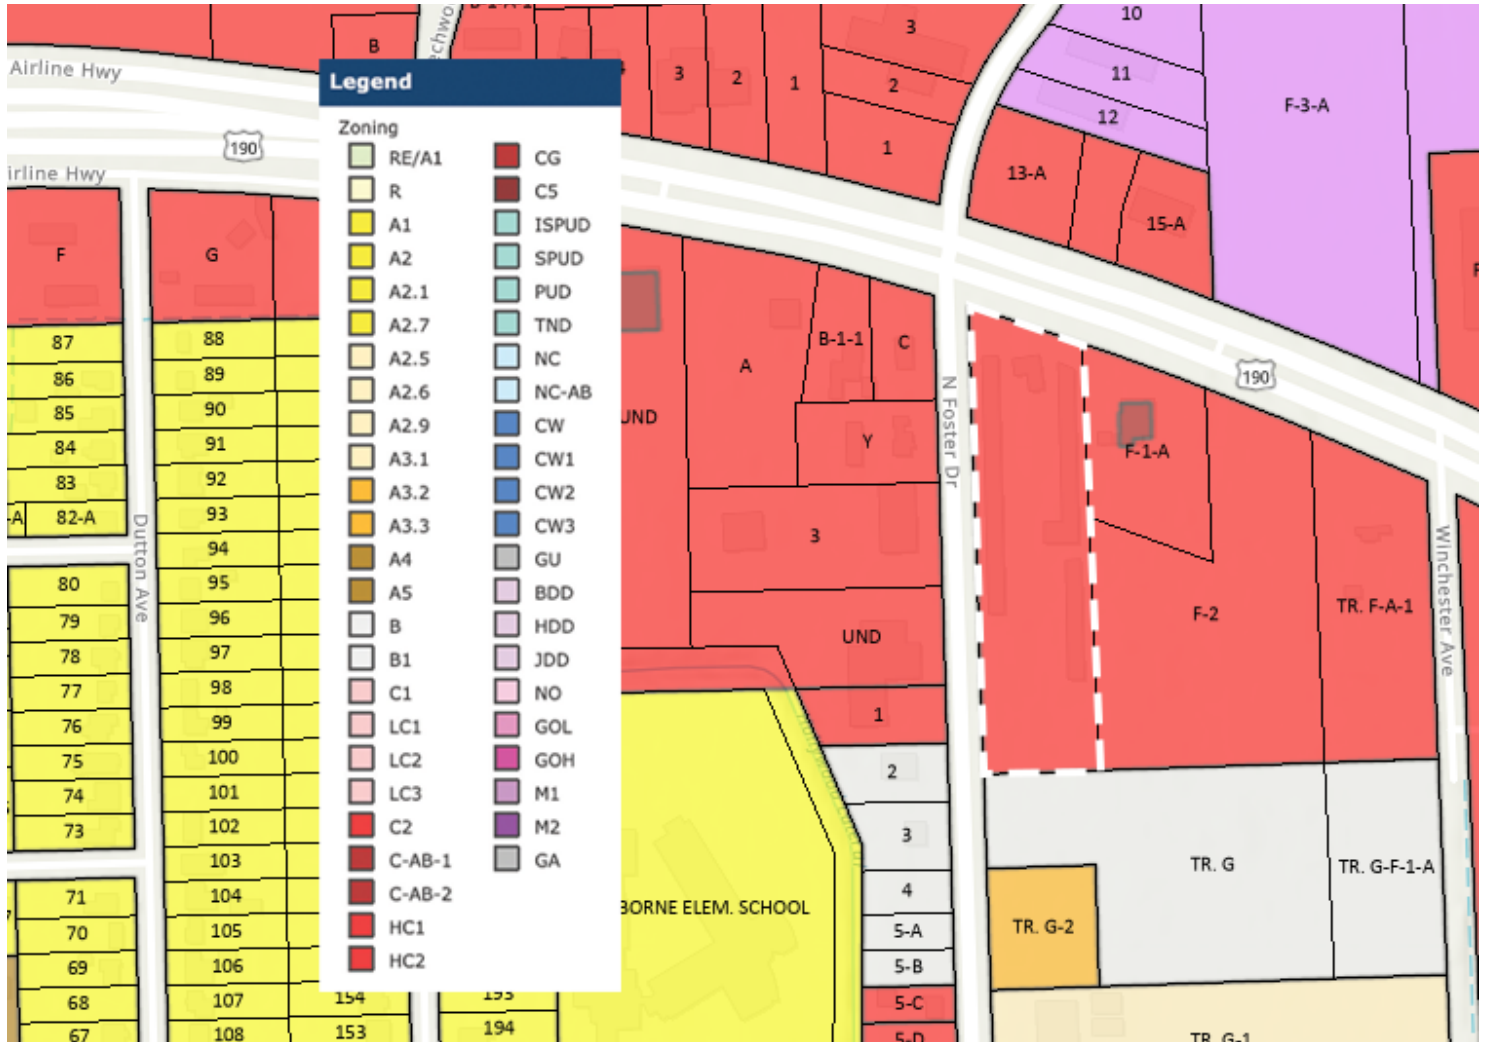 10
3
B
Airline Hwy
11
3
2
1
2
F-3-A
12
190
1
irline Hwy
13-A
15-A
F
G
87
88
A
B-1-1
C
86
89
190
85
90
UND
N Foster Dr
84
91
Y
F-1-A
83
92
-A
82-A
93
Dutton Ave
94
3
Winchester Ave
80
95
79
96
UND
F-2
TR. F-A-1
78
97
77
98
76
99
1
75
100
2
74
101
73
102
3
103
TR. G
TR. G-F-1-A
71
104
4
70
105
BORNE ELEM. SCHOOL
5-A
TR. G-2
69
106
5-B
68
107
154
193
5-C
67
108
153
194
5-D
TR. G-1
Legend
Zoning
RE/A1
R
A1
A2
A2.1
A2.7
A2.5
A2.6
A2.9
A3.1
A3.2
A3.3
A4
A5
B
B1
C1
LC1
LC2
LC3
C2
C-AB-1
C-AB-2
HC1
HC2
CG
C5
ISPUD
SPUD
PUD
TND
NC
NC-AB
CW
CW1
CW2
CW3
GU
BDD
HDD
JDD
NO
GOL
GOH
M1
M2
GA